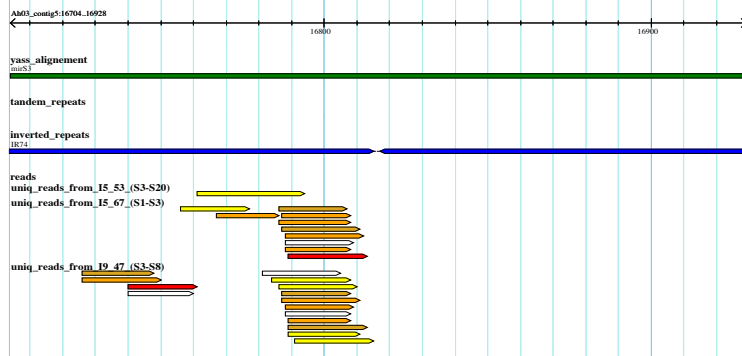 Ah03_contig5:16704..16928
16800
16900
yass_alignement
mirS3
tandem_repeats
inverted_repeats
IR74
reads
uniq_reads_from_I5_53_(S3-S20)
uniq_reads_from_I5_67_(S1-S3)
uniq_reads_from_I9_47_(S3-S8)